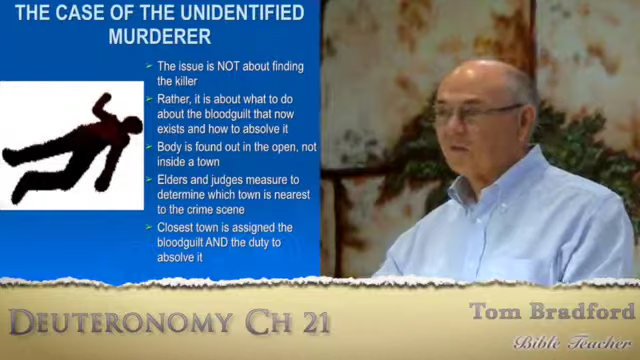 THE CASE OF THE UNIDENTIFIED
MURDERER
The issue is NOT about finding
the killer
Rather, it is about what to do
about the bloodguilt that now
exists and how to absolve it
Body is found out in the open, not
inside a town
Elders and judges measure to
determine which town is nearest
to the crime scene
Closest town is assigned the
bloodguilt AND the duty to
absolve it
DEUTERONOMY CH 21
Tom Bradford
Bible Teacher